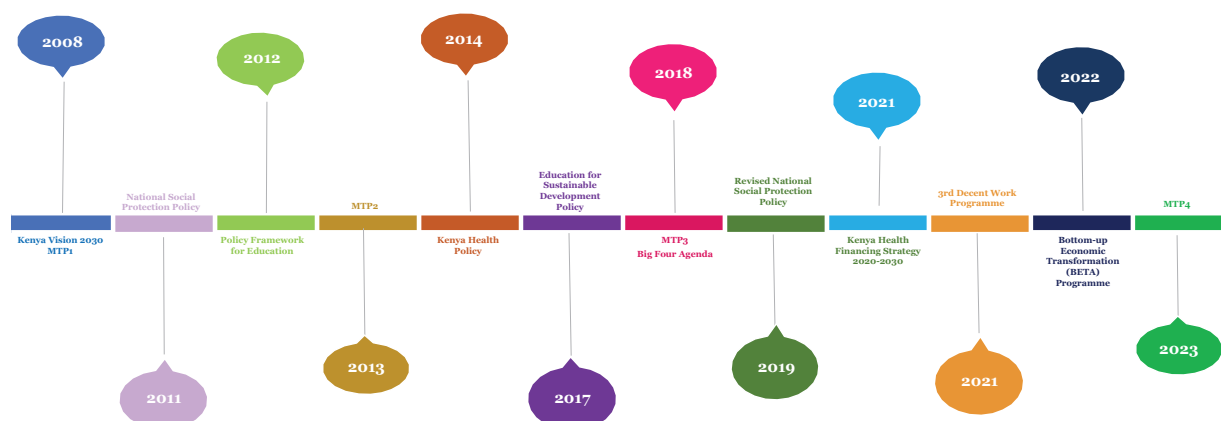 2008
2012
2014
2018
2021
2022
National Social
Protection Policy
MTP2
Education for
Sustainable
Development
Policy
Revised National
Social Protection
Policy
3rd Decent Work
Programme
MTP4
Kenya Vision 2030
MTP1
Policy Framework
for Education
Kenya Health
Policy
MTP3
Big Four Agenda
Kenya Health
Financing Strategy
2020-2030
Bottom-up
Economic
Transformation
(BETA)
Programme
2011
2013
2017
2019
2021
2023